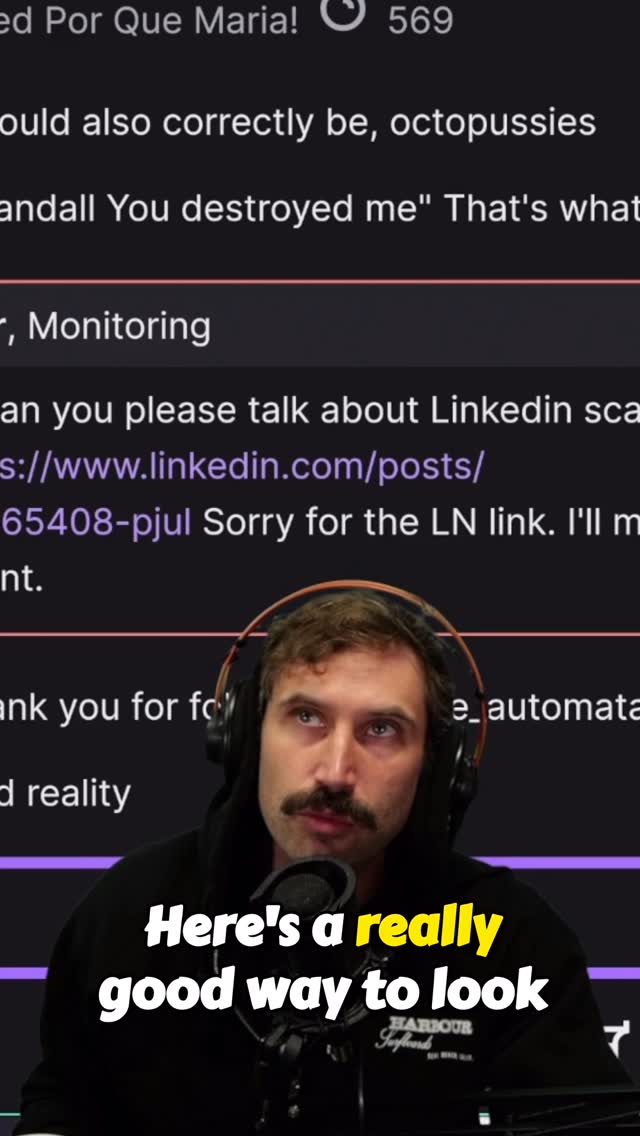 ed Por Que Maria! 569
ould also correctly be, octopussies
andall You destroyed me" That's what
r, Monitoring
an you please talk about Linkedin sca
s://www.linkedin.com/posts/
65408-pjul Sorry for the LN link. I'll m
nt.
ank you for fo e_automata
d reality
Here's a really
good way to look
HARBOUR
Surfboards